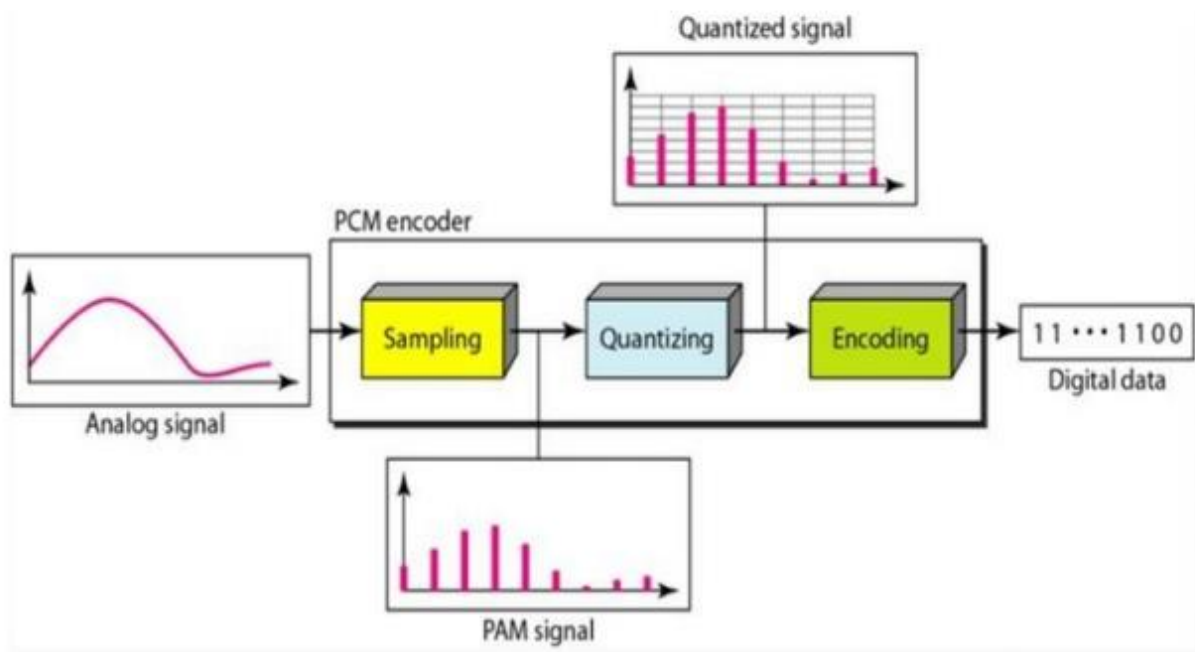 Quantized signal
PCM encoder
Sampling
Quantizing
Encoding
11 ••• 1100
Digital data
Analog signal
PAM signal